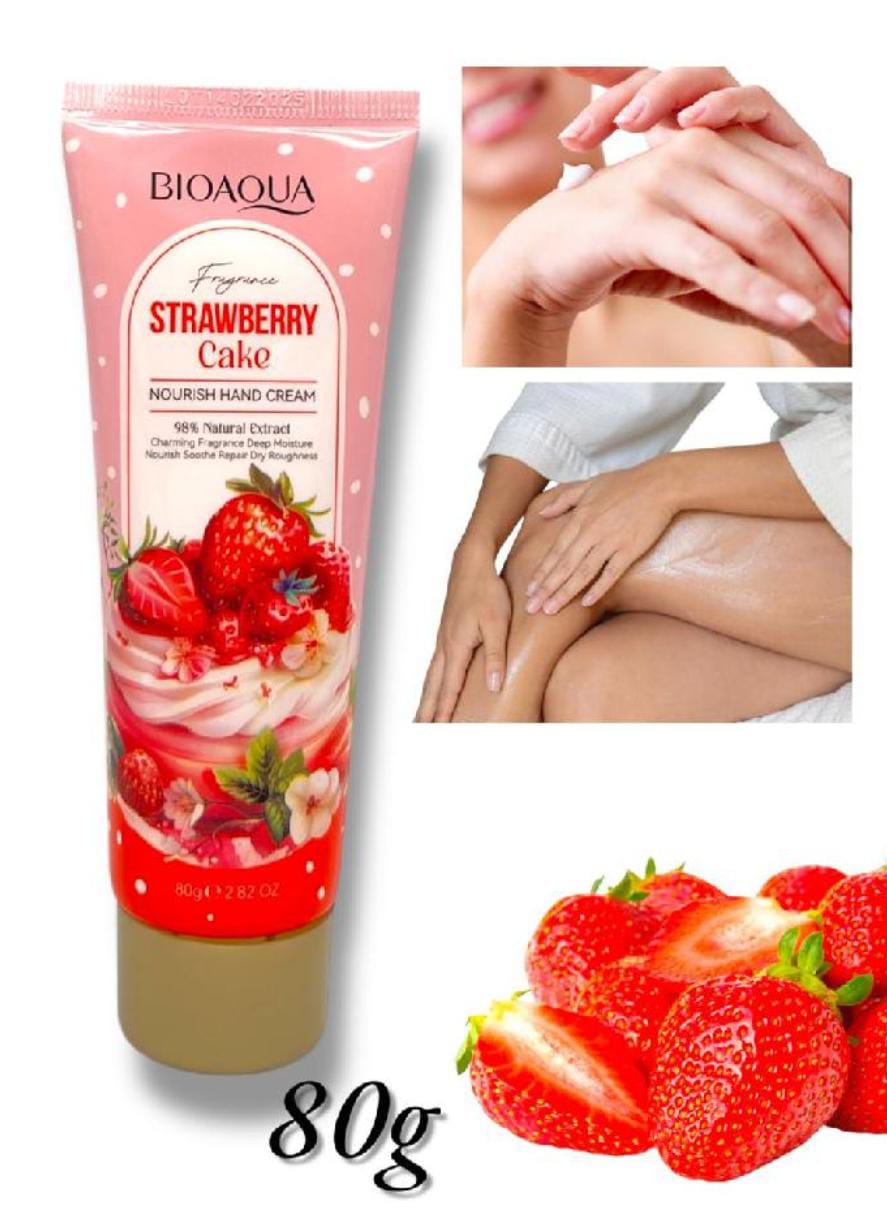 BIOAQUA
Fragrance
STRAWBERRY
Cake
NOURISH HAND CREAM
98% Natural Extract
Charming Fragrance Deep Moisture
Nourish Soothe Repair Dry Roughness
80g ℮ 2.82 OZ
80g